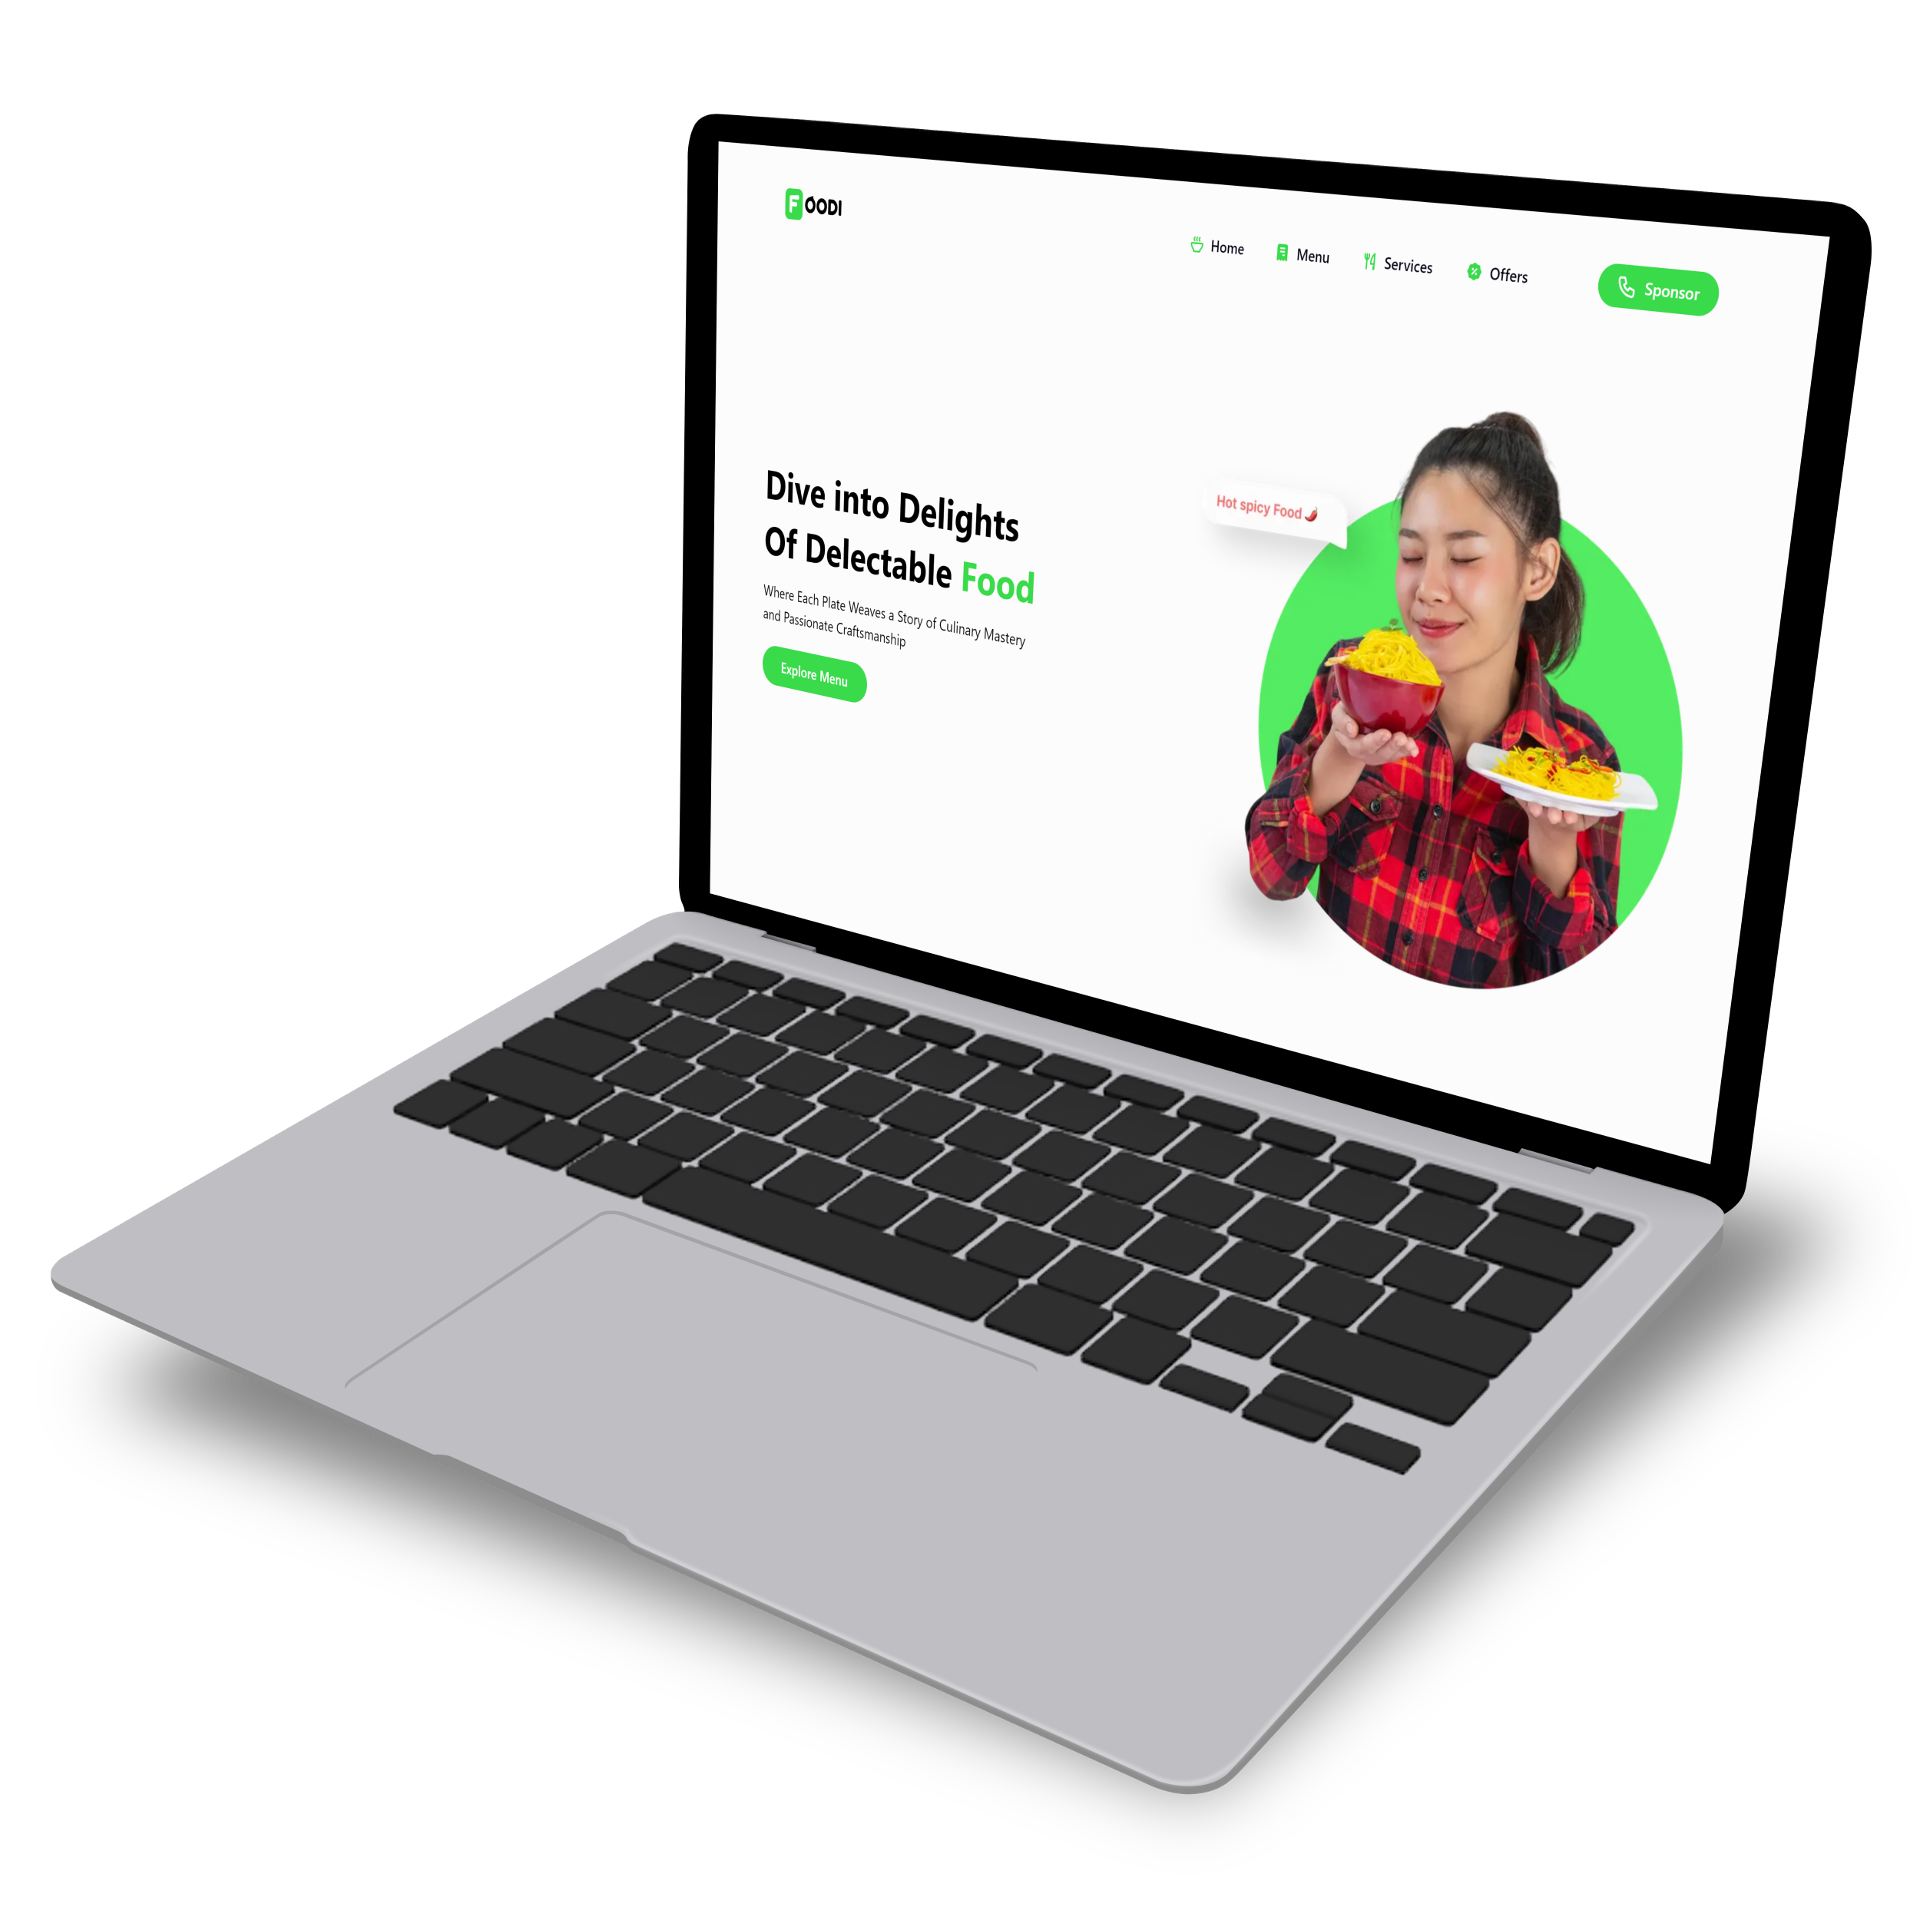 FOODI
Home
Menu
Services
Offers
Sponsor
Dive into Delights
Of Delectable Food
Where Each Plate Weaves a Story of Culinary Mastery
and Passionate Craftsmanship
Explore Menu
Hot spicy Food 🌶️